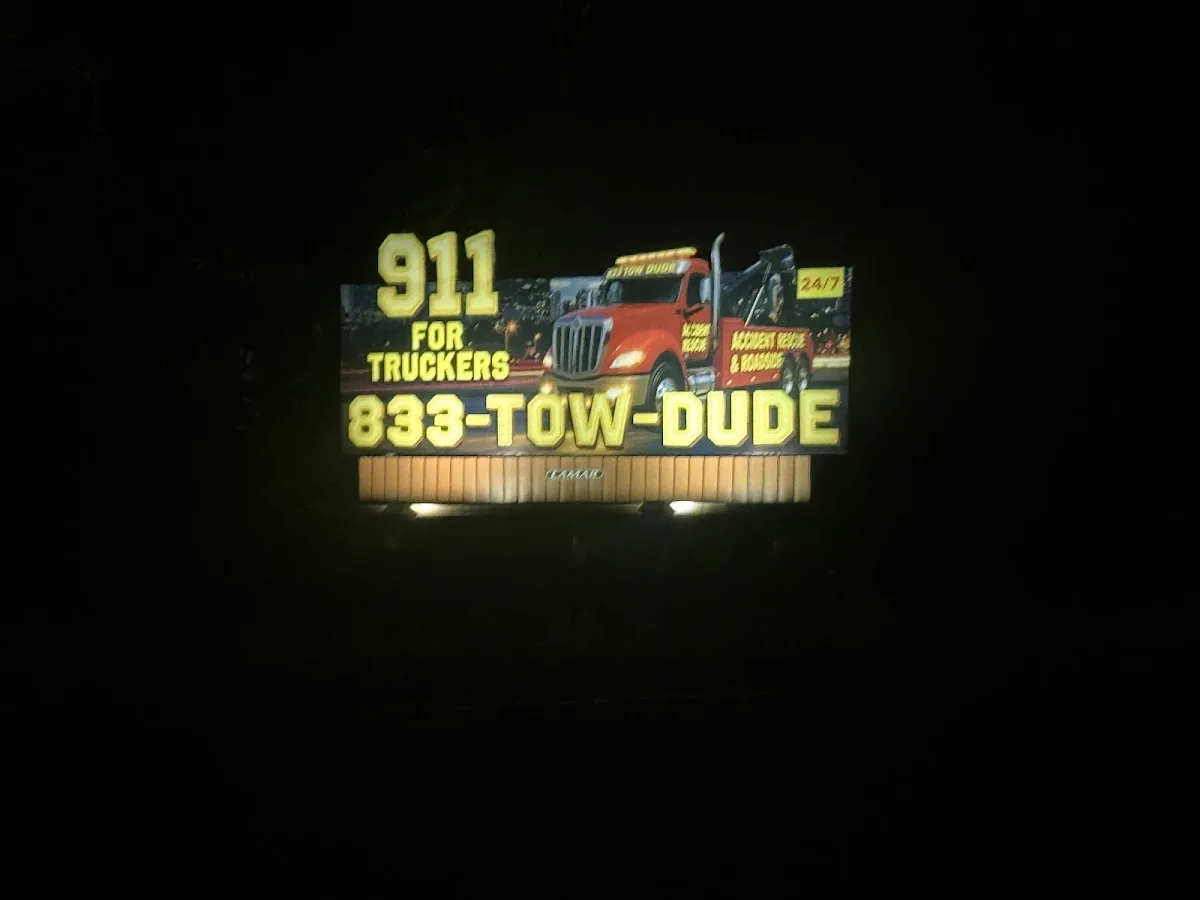 911
FOR
TRUCKERS
833-TOW-DUDE
833 TOW DUDE
24/7
ACCIDENT
RESCUE
ACCIDENT RESCUE
& ROADSIDE
LAMAR